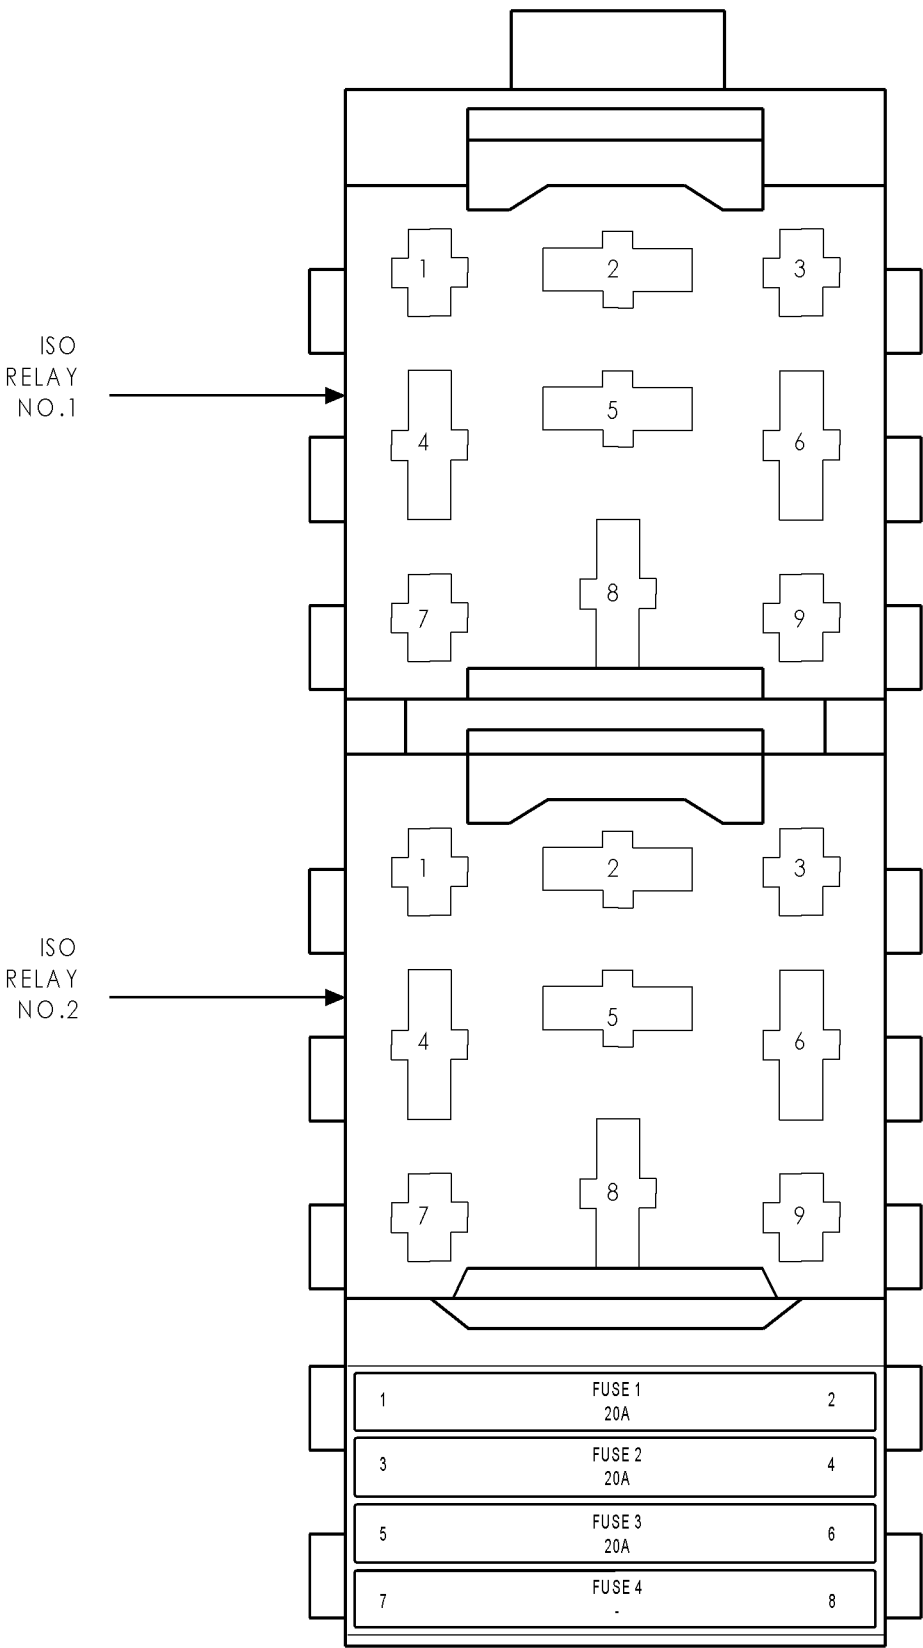 1 2 3
ISO
RELAY
NO.1
4 5 6
7 8 9
1 2 3
ISO
RELAY
NO.2
4 5 6
7 8 9
1 FUSE 1 2
20A
3 FUSE 2 4
20A
5 FUSE 3 6
20A
7 FUSE 4 8
-